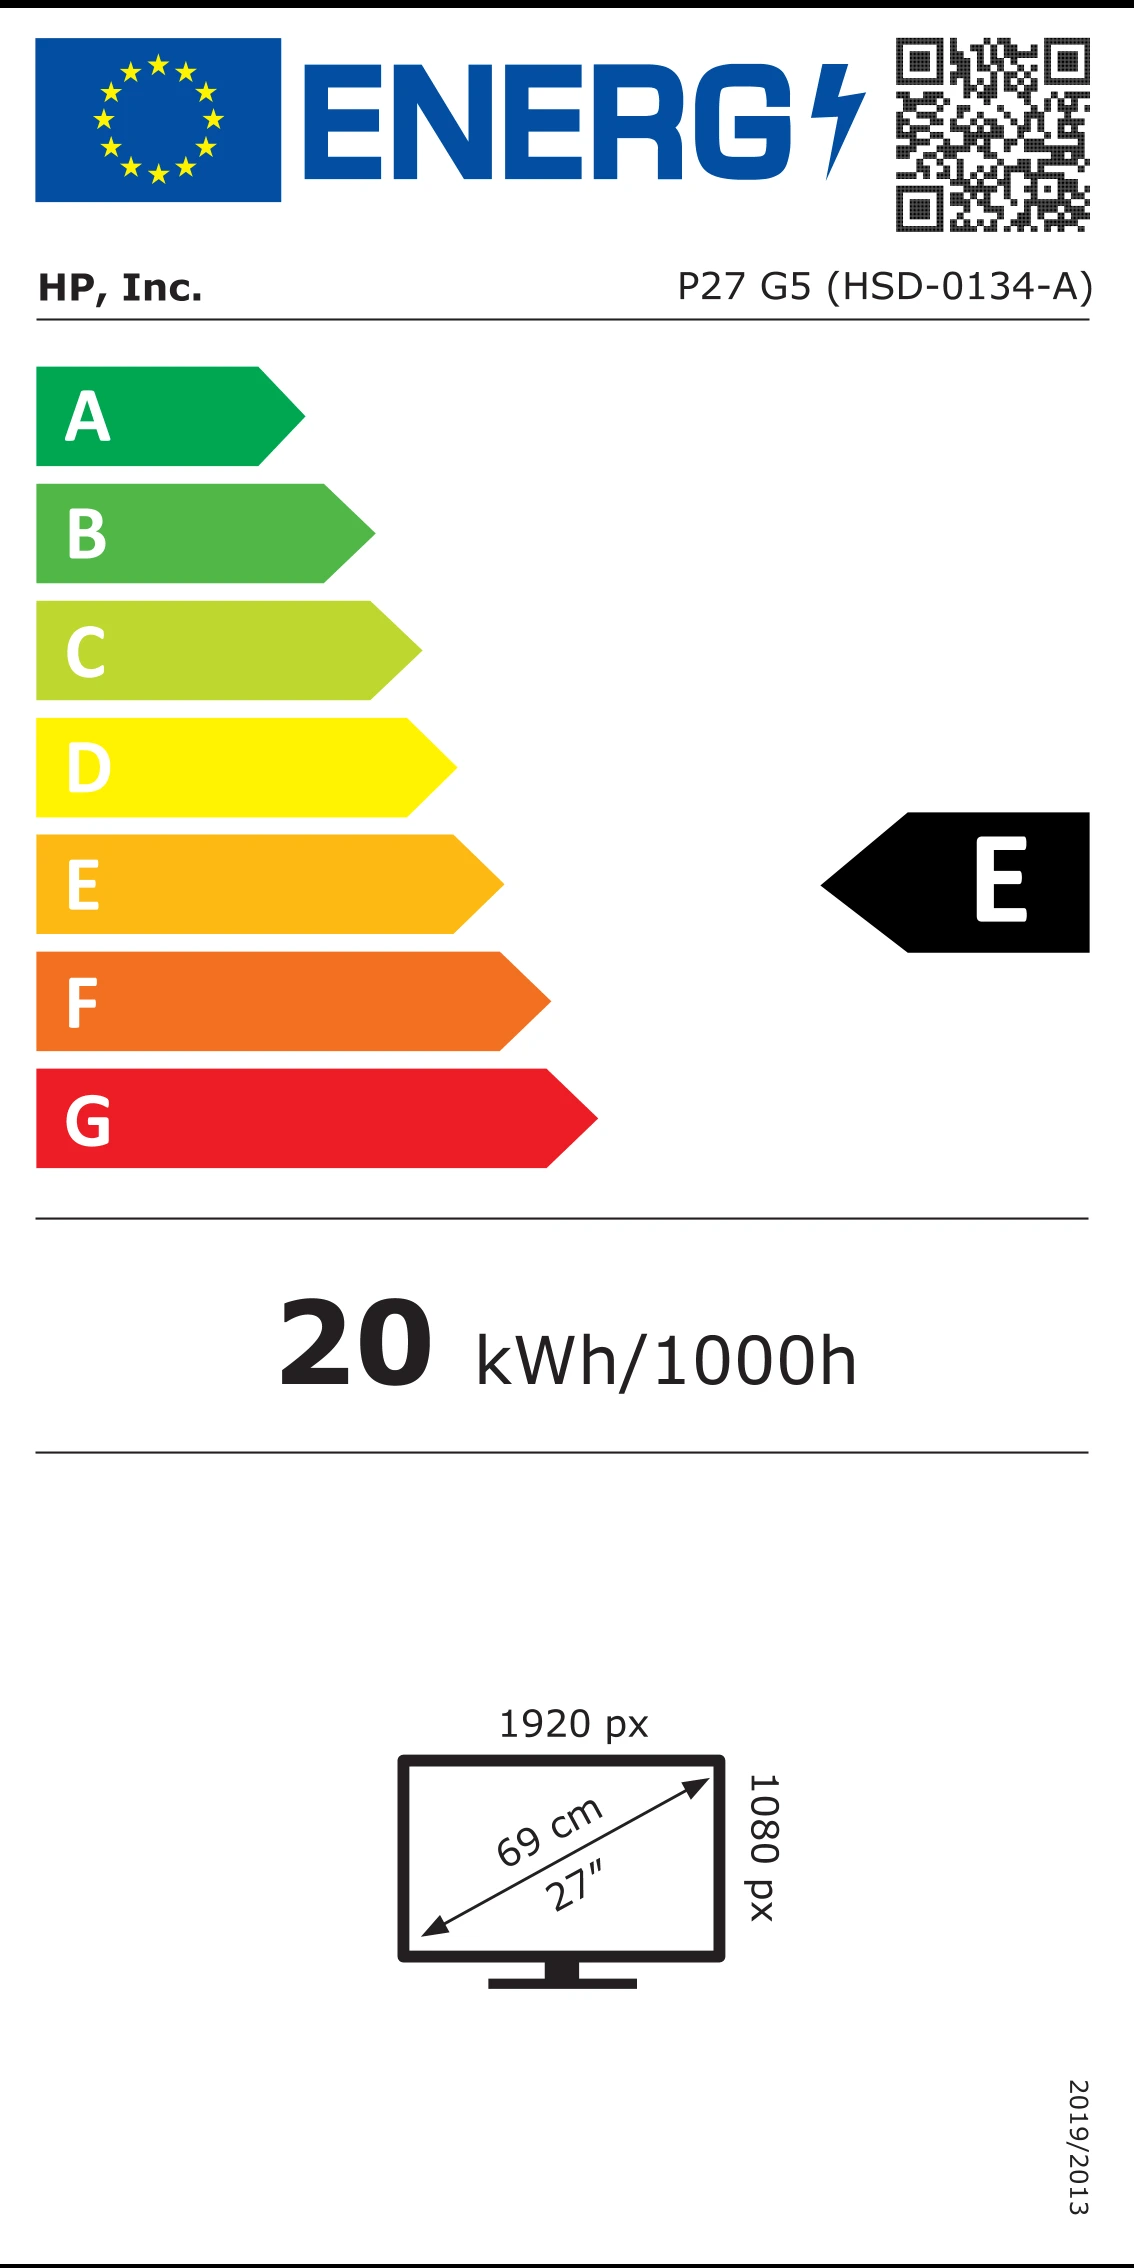 ENERG
HP, Inc.
P27 G5 (HSD-0134-A)
A
B
C
D
E
E
F
G
20 kWh/1000h
1920 px
1080 px
69 cm
27"
2019/2013